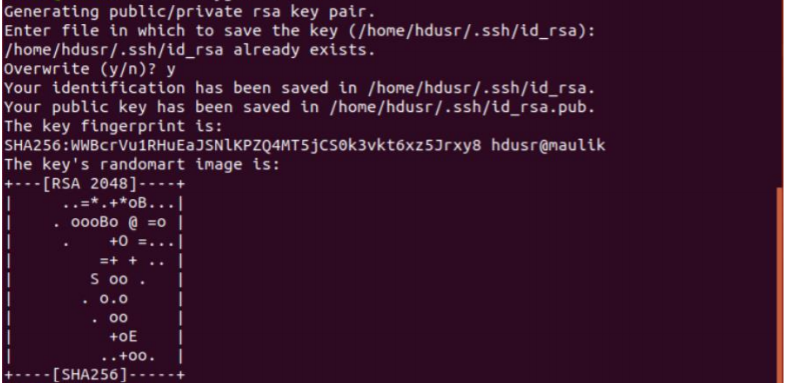 Generating public/private rsa key pair.
Enter file in which to save the key (/home/hdusr/.ssh/id_rsa):
/home/hdusr/.ssh/id_rsa already exists.
Overwrite (y/n)? y
Your identification has been saved in /home/hdusr/.ssh/id_rsa.
Your public key has been saved in /home/hdusr/.ssh/id_rsa.pub.
The key fingerprint is:
SHA256:WWBcrVu1RHuEaJSNlKPZQ4MT5jCS0k3vkt6xz5Jrxy8 hdusr@maulik
The key's randomart image is:
+---[RSA 2048]----+
|      ..=*.+*oB...|
|     . oooBo @ =o |
|      .    +O =...|
|          =+ + .. |
|         S oo .   |
|        . o.o     |
|         . oo     |
|           +oE    |
|          ..+oo.  |
+----[SHA256]-----+